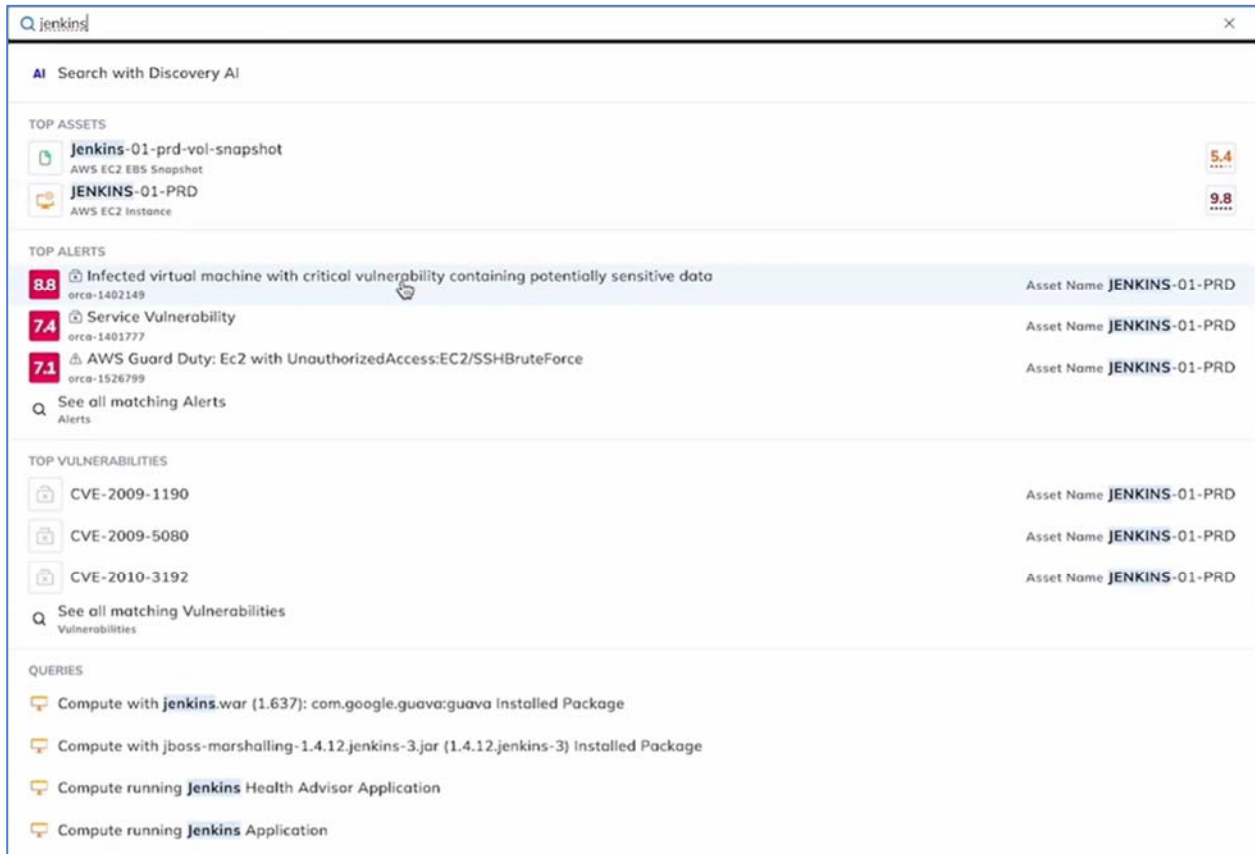 jenkins
AI Search with Discovery AI
TOP ASSETS
Jenkins-01-prd-vol-snapshot
AWS EC2 EBS Snapshot
5.4
JENKINS-01-PRD
AWS EC2 Instance
9.8
TOP ALERTS
8.8 Infected virtual machine with critical vulnerability containing potentially sensitive data
orca-1402149
Asset Name JENKINS-01-PRD
7.4 Service Vulnerability
orca-1401777
Asset Name JENKINS-01-PRD
7.1 AWS Guard Duty: Ec2 with UnauthorizedAccess:EC2/SSHBruteForce
orca-1526799
Asset Name JENKINS-01-PRD
See all matching Alerts
Alerts
TOP VULNERABILITIES
CVE-2009-1190 Asset Name JENKINS-01-PRD
CVE-2009-5080 Asset Name JENKINS-01-PRD
CVE-2010-3192 Asset Name JENKINS-01-PRD
See all matching Vulnerabilities
Vulnerabilities
QUERIES
Compute with jenkins.war (1.637): com.google.guava:guava Installed Package
Compute with jboss-marshalling-1.4.12.jenkins-3.jar (1.4.12.jenkins-3) Installed Package
Compute running Jenkins Health Advisor Application
Compute running Jenkins Application